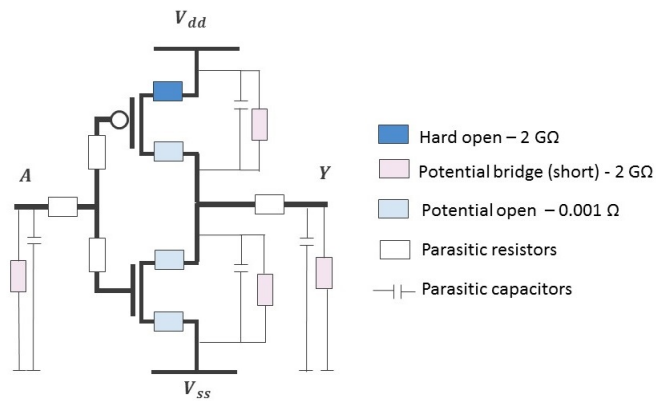 V_dd
A
Y
V_ss
Hard open – 2 GΩ
Potential bridge (short) - 2 GΩ
Potential open – 0.001 Ω
Parasitic resistors
Parasitic capacitors